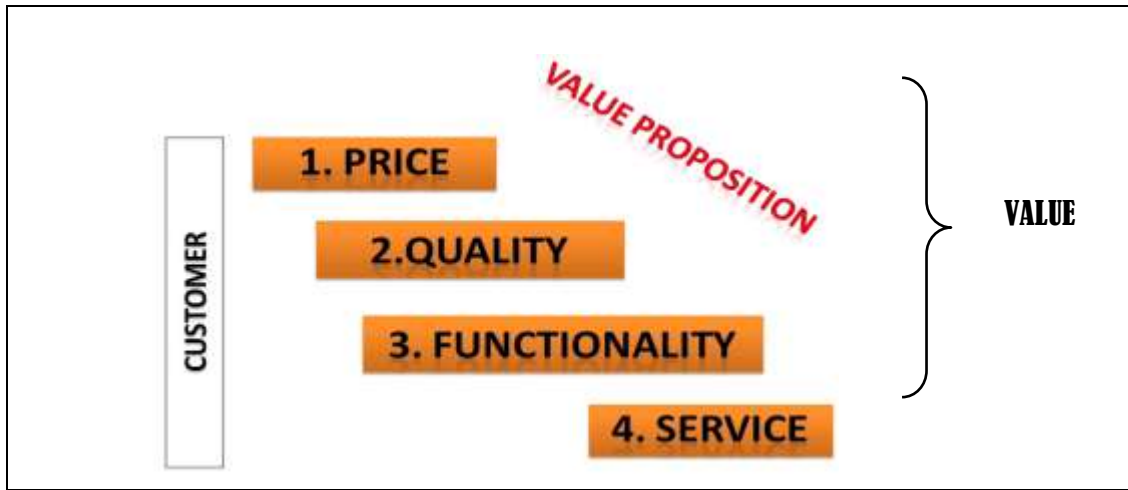 VALUE PROPOSITION
1. PRICE
VALUE
2.QUALITY
CUSTOMER
3. FUNCTIONALITY
4. SERVICE